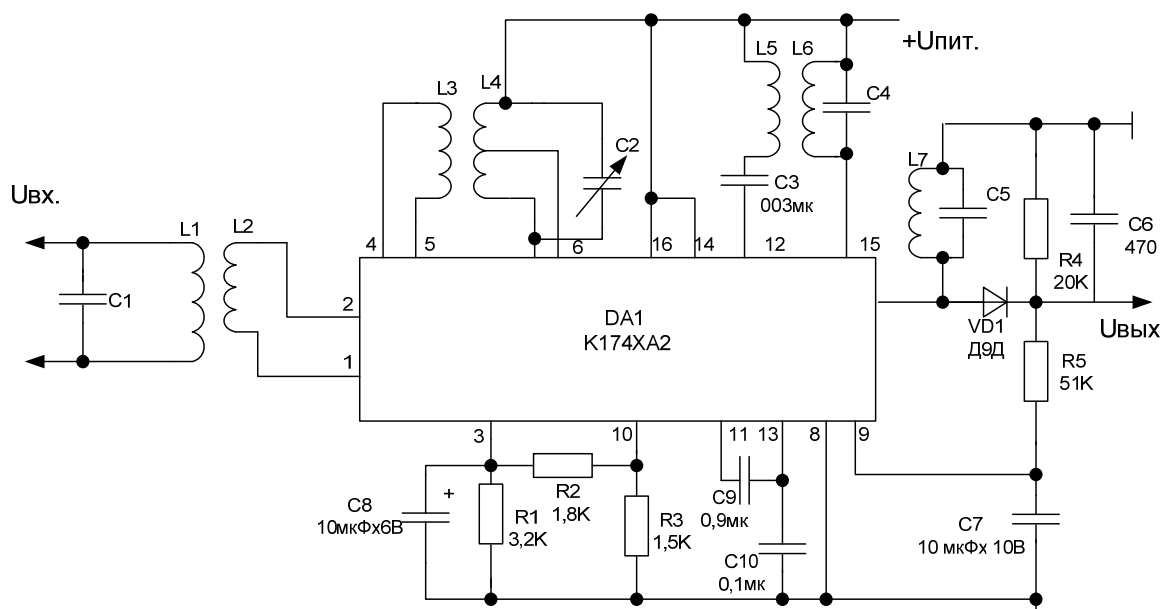 +Uпит.
L5
L6
L4
L3
C4
C2
L7
C3
003мк
C5
Uвх.
C6
470
L1
L2
4
5
6
16
14
12
15
R4
20K
C1
2
DA1
K174XA2
VD1
Д9Д
Uвых
1
R5
51K
3
10
11
13
8
9
C8
10мкФх6В
+
R2
1,8K
R1
3,2K
R3
1,5K
C9
0,9мк
C7
10 мкФх 10В
C10
0,1мк